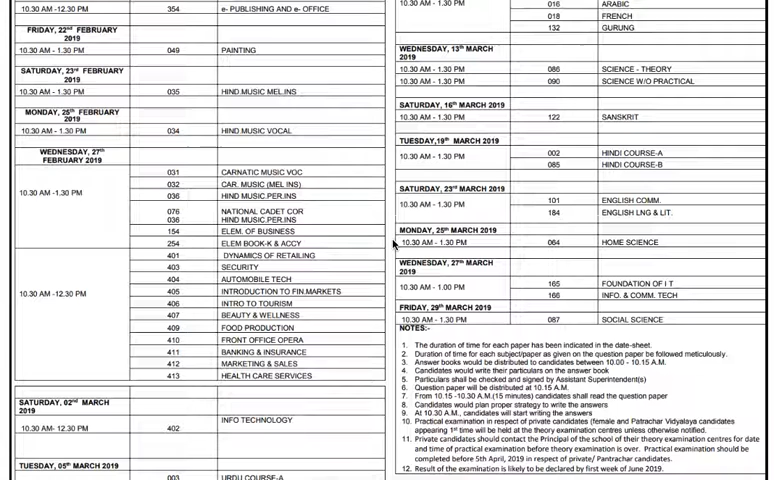 10.30 AM -12.30 PM 354 e- PUBLISHING AND e- OFFICE
FRIDAY, 22nd FEBRUARY
2019
10.30 AM - 1.30 PM 049 PAINTING
SATURDAY, 23rd FEBRUARY
2019
10.30 AM - 1.30 PM 035 HIND.MUSIC MEL.INS
MONDAY, 25th FEBRUARY
2019
10.30 AM - 1.30 PM 034 HIND.MUSIC VOCAL
WEDNESDAY, 27th
FEBRUARY 2019
10.30 AM -1.30 PM
031 CARNATIC MUSIC VOC
032 CAR. MUSIC (MEL INS)
036 HIND MUSIC.PER.INS
076 NATIONAL CADET COR
036 HIND MUSIC.PER.INS
154 ELEM. OF BUSINESS
254 ELEM BOOK-K & ACCY
10.30 AM -12.30 PM
401 DYNAMICS OF RETAILING
403 SECURITY
404 AUTOMOBILE TECH
405 INTRODUCTION TO FIN.MARKETS
406 INTRO TO TOURISM
407 BEAUTY & WELLNESS
409 FOOD PRODUCTION
410 FRONT OFFICE OPERA
411 BANKING & INSURANCE
412 MARKETING & SALES
413 HEALTH CARE SERVICES
SATURDAY, 02nd MARCH
2019
10.30 AM- 12.30 PM 402 INFO TECHNOLOGY
TUESDAY, 05th MARCH 2019
003 URDU COURSE-A
10.30 AM - 1.30 PM 016 ARABIC
018 FRENCH
132 GURUNG
WEDNESDAY, 13th MARCH
2019
10.30 AM - 1.30 PM 086 SCIENCE - THEORY
10.30 AM - 1.30 PM 090 SCIENCE W/O PRACTICAL
SATURDAY, 16th MARCH 2019
10.30 AM - 1.30 PM 122 SANSKRIT
TUESDAY,19th MARCH 2019
10.30 AM - 1.30 PM 002 HINDI COURSE-A
085 HINDI COURSE-B
SATURDAY, 23rd MARCH 2019
10.30 AM - 1.30 PM 101 ENGLISH COMM.
184 ENGLISH LNG & LIT.
MONDAY, 25th MARCH 2019
10.30 AM - 1.30 PM 064 HOME SCIENCE
WEDNESDAY, 27th MARCH
2019
10.30 AM - 1.00 PM 165 FOUNDATION OF I T
166 INFO. & COMM. TECH
FRIDAY, 29th MARCH 2019
10.30 AM - 1.30 PM 087 SOCIAL SCIENCE
NOTES:-
1. The duration of time for each paper has been indicated in the date-sheet.
2. Duration of time for each subject/paper as given on the question paper be followed meticulously.
3. Answer books would be distributed to candidates between 10.00 - 10.15 A.M.
4. Candidates would write their particulars on the answer book
5. Particulars shall be checked and signed by Assistant Superintendent(s)
6. Question paper will be distributed at 10.15 A.M.
7. From 10.15 -10.30 A.M.(15 minutes) candidates shall read the question paper
8. Candidates would plan proper strategy to write the answers
9. At 10.30 A.M., candidates will start writing the answers
10. Practical examination in respect of private candidates (female and Patrachar Vidyalaya candidates
appearing 1st time will be held at the theory examination centres unless otherwise notified.
11. Private candidates should contact the Principal of the school of their theory examination centres for date
and time of practical examination before theory examination is over. Practical examination should be
completed before 5th April, 2019 in respect of private/ Pantrachar candidates.
12. Result of the examination is likely to be declared by first week of June 2019.